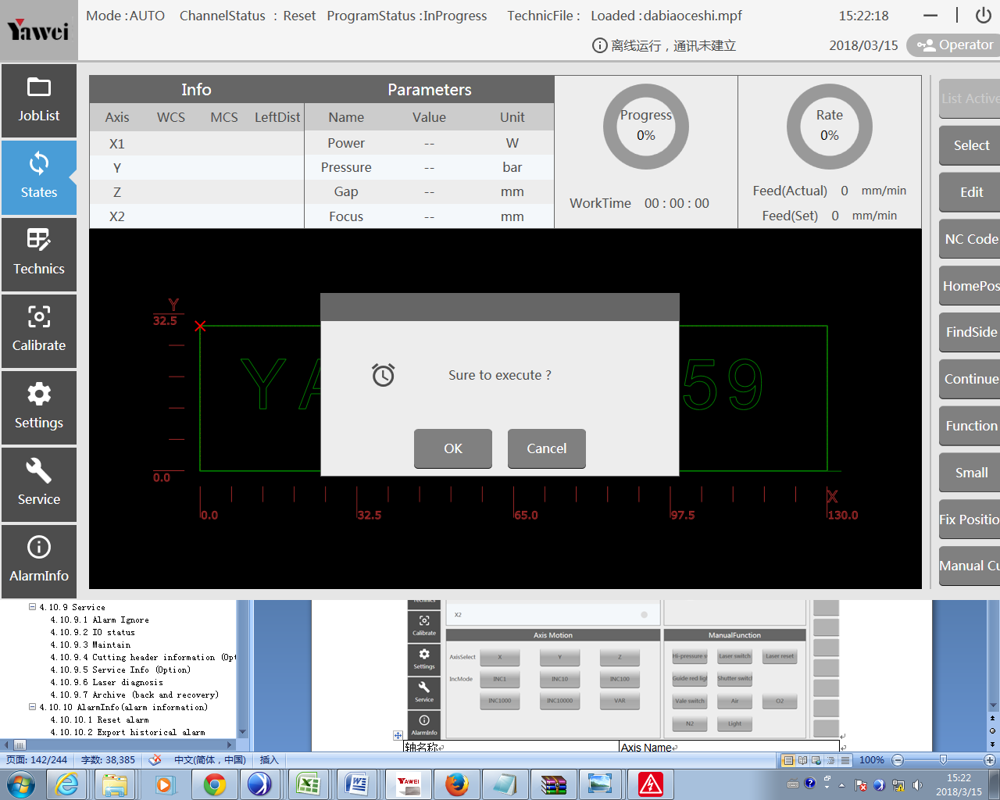 Yawei
Mode : AUTO ChannelStatus : Reset ProgramStatus : InProgress TechnicFile : Loaded : dabiaoceshi.mpf 15:22:18
离线运行，通讯未建立 2018/03/15 Operator
JobList
States
Technics
Calibrate
Settings
Service
AlarmInfo
Info Parameters
Axis WCS MCS LeftDist Name Value Unit
X1 Power -- W
Y Pressure -- bar
Z Gap -- mm
X2 Focus -- mm
Progress
0%
WorkTime 00 : 00 : 00
Rate
0%
Feed(Actual) 0 mm/min
Feed(Set) 0 mm/min
List Active
Select
Edit
NC Code
HomePos
FindSide
Continue
Function
Small
Fix Positio
Manual Cu
Y
32.5
0.0
Y A 59
0.0 32.5 65.0 97.5 130.0
X
Sure to execute ?
OK Cancel
4.10.9 Service
4.10.9.1 Alarm Ignore
4.10.9.2 IO status
4.10.9.3 Maintain
4.10.9.4 Cutting header information (Opt
4.10.9.5 Service Info (Option)
4.10.9.6 Laser diagnosis
4.10.9.7 Archive (back and recovery)
4.10.10 AlarmInfo(alarm information)
4.10.10.1 Reset alarm
4.10.10.2 Export historical alarm
Calibrate
Settings
Service
AlarmInfo
X2
Axis Motion
AxisSelect X Y Z
IncMode INC1 INC10 INC100
INC1000 INC10000 VAR
ManualFunction
Hi-pressure s Laser switch Laser reset
Guide red lig Shutter switch
Vale switch Air O2
N2 Light
轴名称 Axis Name
页面: 142/244 字数: 38,385 中文(简体，中国) 插入 100%
YAWEI
15:22
2018/3/15